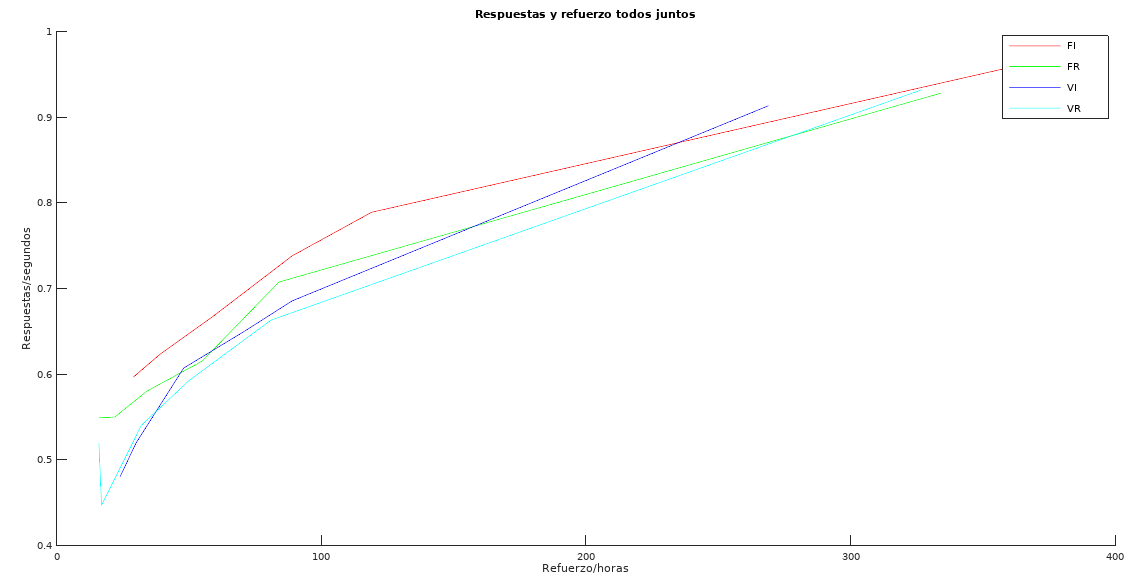 Respuestas y refuerzo todos juntos
1
0.9
0.8
0.7
0.6
0.5
0.4
Respuestas/segundos
0
100
200
300
400
Refuerzo/horas
FI
FR
VI
VR